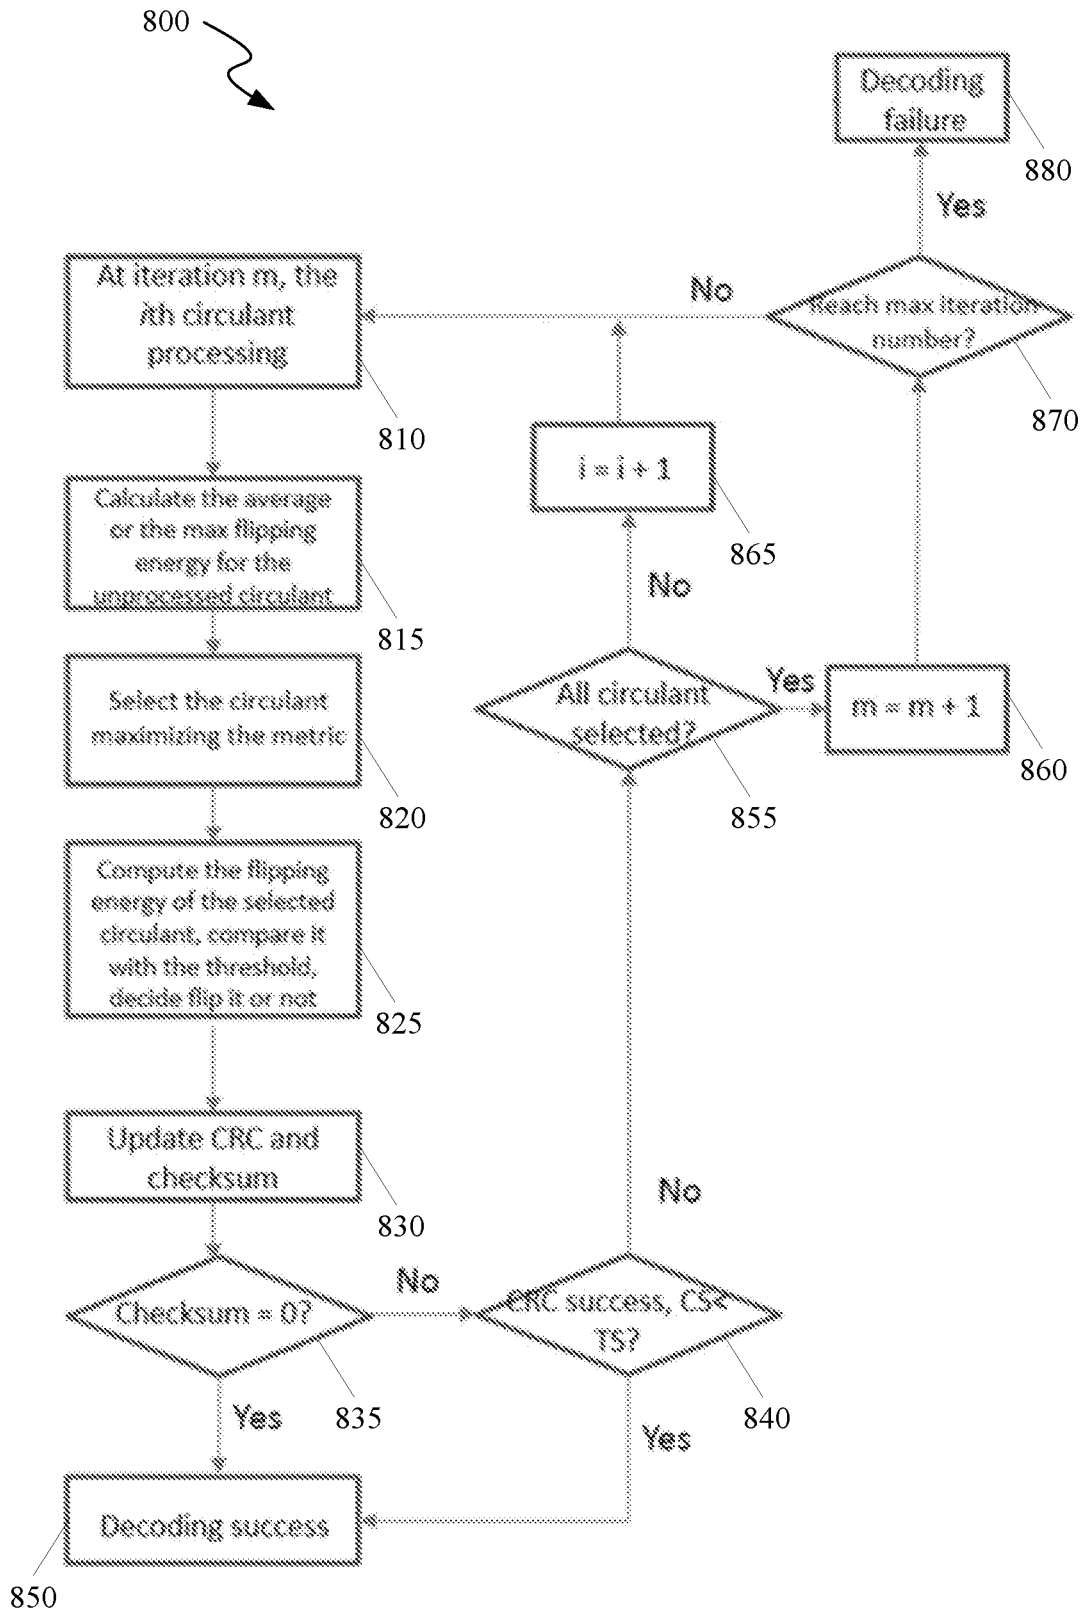 800
Decoding
failure
880
Yes
Reach max iteration
number?
870
No
At iteration m, the
ith circulant
processing
810
i = i + 1
865
No
Calculate the average
or the max flipping
energy for the
unprocessed circulant
815
All circulant
selected?
855
Yes
m = m + 1
860
Select the circulant
maximizing the metric
820
Compute the flipping
energy of the selected
circulant, compare it
with the threshold,
decide flip it or not
825
Update CRC and
checksum
830
No
Checksum = 0?
835
No
CRC success, CS<
TS?
840
Yes
Yes
Decoding success
850